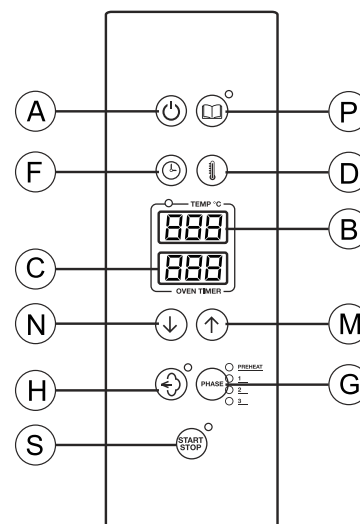 A P
F D
TEMP °C
888 B
C 888
OVEN TIMER
N M
H PHASE PREHEAT G
1
2
3
S START
STOP